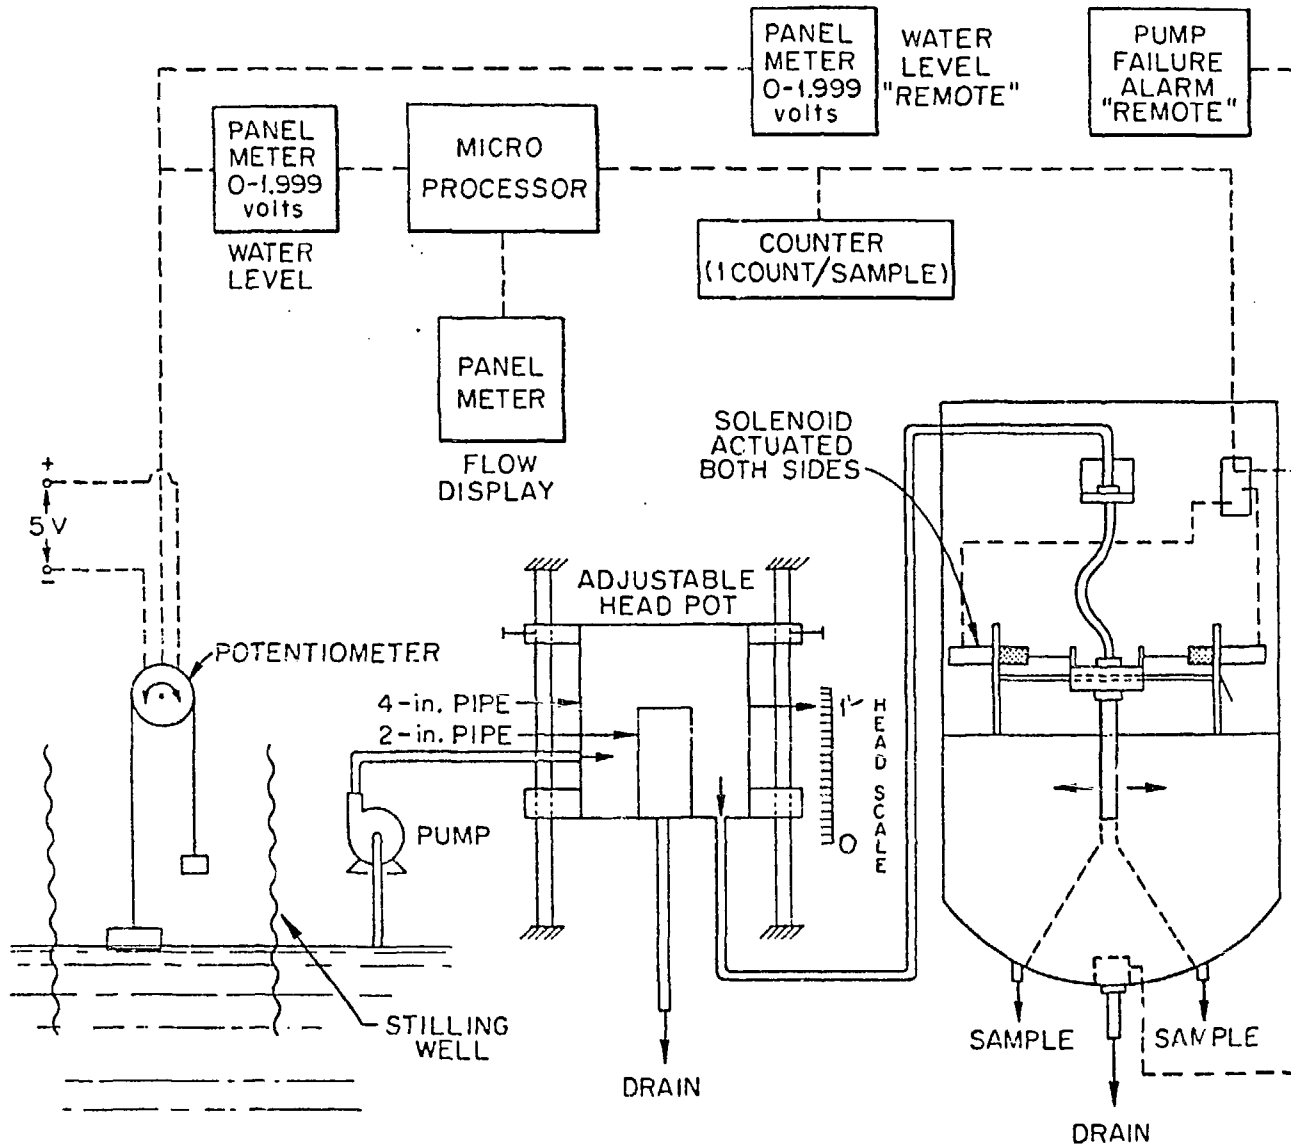 PANEL
METER
0-1.999
volts
WATER
LEVEL
"REMOTE"
PUMP
FAILURE
ALARM
"REMOTE"
PANEL
METER
0-1.999
volts
WATER
LEVEL
MICRO
PROCESSOR
COUNTER
(1 COUNT/SAMPLE)
PANEL
METER
FLOW
DISPLAY
SOLENOID
ACTUATED
BOTH SIDES
+
5 V
-
ADJUSTABLE
HEAD POT
POTENTIOMETER
4-in. PIPE
2-in. PIPE
1'
HEAD SCALE
0
PUMP
STILLING
WELL
DRAIN
SAMPLE
SAMPLE
DRAIN